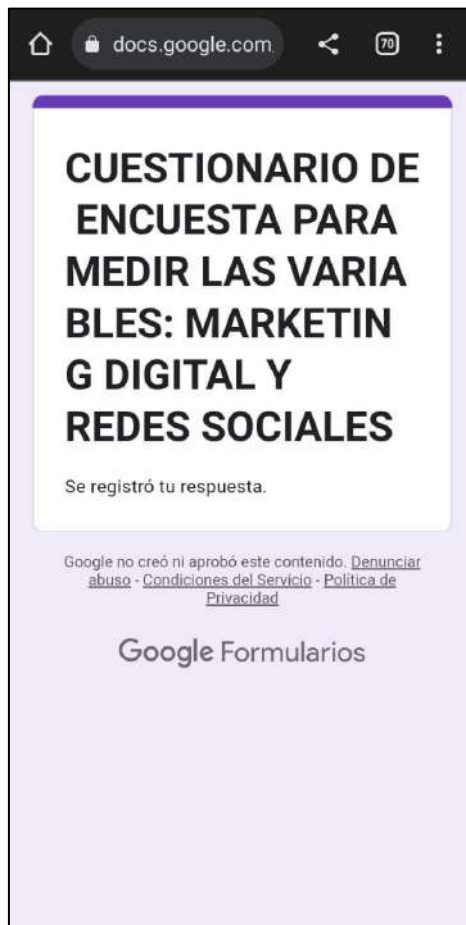 docs.google.com
70
CUESTIONARIO DE
ENCUESTA PARA
MEDIR LAS VARIA
BLES: MARKETIN
G DIGITAL Y
REDES SOCIALES
Se registró tu respuesta.
Google no creó ni aprobó este contenido. Denunciar
abuso - Condiciones del Servicio - Política de
Privacidad
Google Formularios